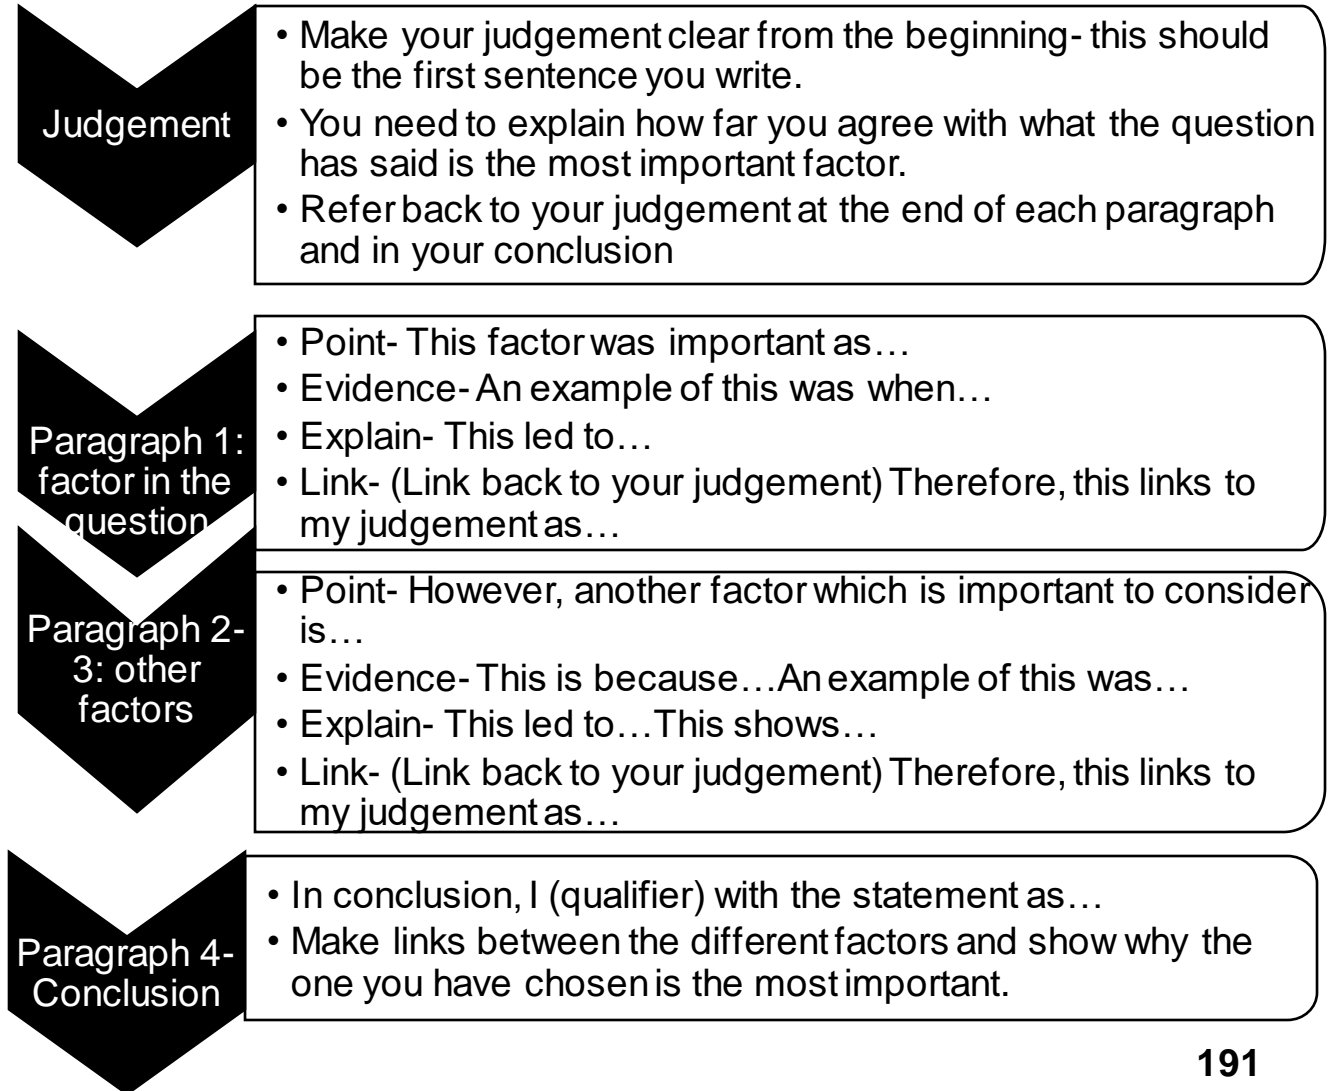 Judgement
• Make your judgement clear from the beginning- this should
be the first sentence you write.
• You need to explain how far you agree with what the question
has said is the most important factor.
• Refer back to your judgement at the end of each paragraph
and in your conclusion
Paragraph 1:
factor in the
question
• Point- This factor was important as…
• Evidence- An example of this was when…
• Explain- This led to…
• Link- (Link back to your judgement) Therefore, this links to
my judgement as…
Paragraph 2-
3: other
factors
• Point- However, another factor which is important to consider
is…
• Evidence- This is because…An example of this was…
• Explain- This led to…This shows…
• Link- (Link back to your judgement) Therefore, this links to
my judgement as…
Paragraph 4-
Conclusion
• In conclusion, I (qualifier) with the statement as…
• Make links between the different factors and show why the
one you have chosen is the most important.
191